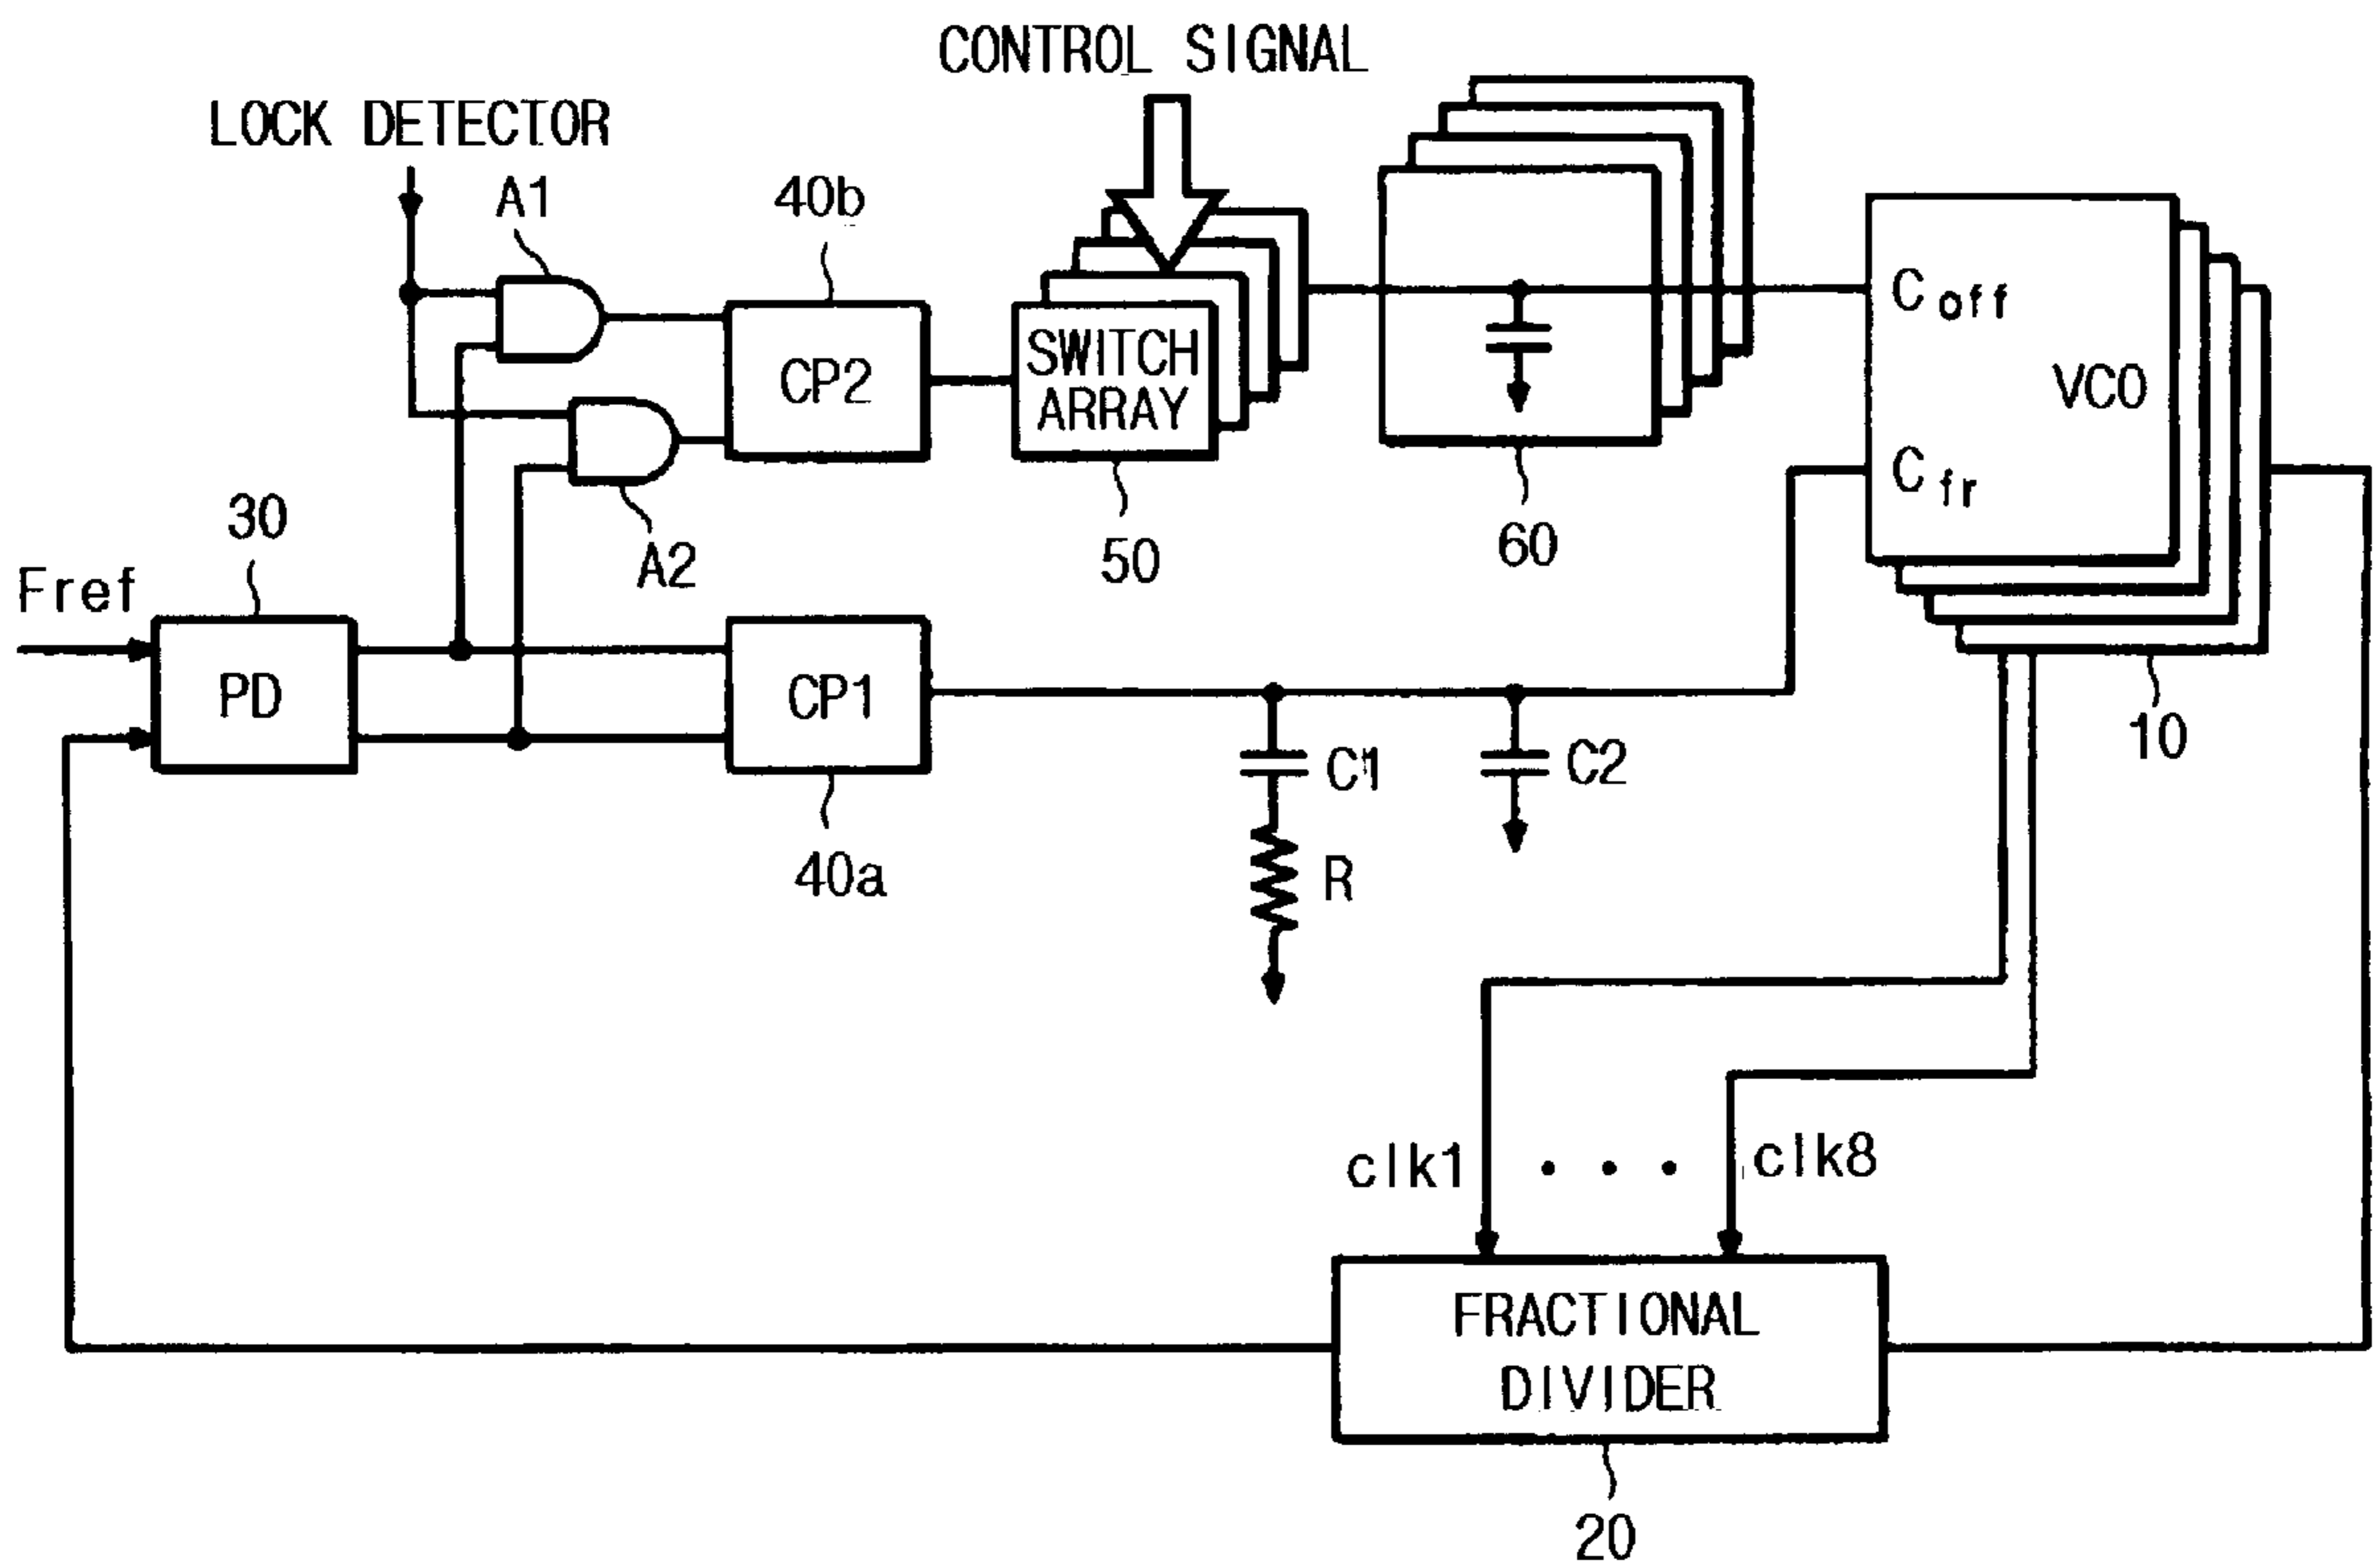 CONTROL SIGNAL
LOCK DETECTOR
A1
40b
CP2
SWITCH
ARRAY
C off
VCO
C fr
A2
50
60
30
Fref
PD
CP1
40a
C1
C2
R
10
clk1 . . . clk8
FRACTIONAL
DIVIDER
20